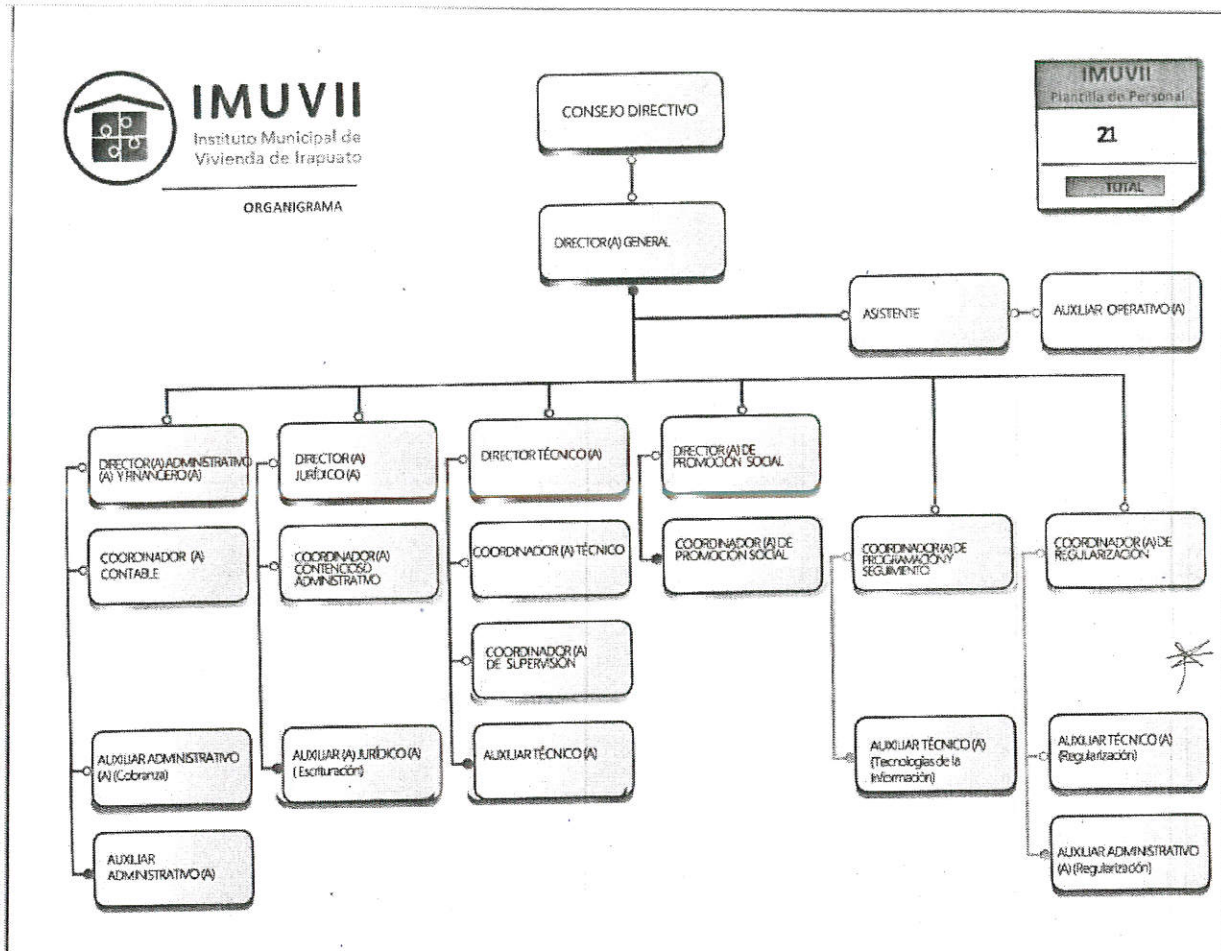 IMUVII
Instituto Municipal de
Vivienda de Irapuato
ORGANIGRAMA
IMUVII
Plantilla de Personal
21
TOTAL
CONSEJO DIRECTIVO
DIRECTOR (A) GENERAL
ASISTENTE
AUXILIAR OPERATIVO (A)
DIRECTOR (A) ADMINISTRATIVO
(A) Y FINANCERO (A)
DIRECTOR (A)
JURÍDICO (A)
DIRECTOR TÉCNICO (A)
DIRECTOR (A) DE
PROMOCIÓN SOCIAL
COORDINADOR (A)
CONTABLE
COORDINADOR (A)
CONTENCIOSO
ADMINISTRATIVO
COORDINADOR (A) TÉCNICO
COORDINADOR (A) DE
PROMOCIÓN SOCIAL
COORDINADOR (A) DE
PROGRAMACIÓN Y
SEGUIMIENTO
COORDINADOR (A) DE
REGULARIZACIÓN
COORDINADOR (A)
DE SUPERVISIÓN
AUXILIAR ADMINISTRATIVO
(A) (Cobranza)
AUXILIAR (A) JURÍDICO (A)
( Escrituración)
AUXILIAR TÉCNICO (A)
AUXILIAR TÉCNICO (A)
(Tecnologías de la
Información)
AUXILIAR TÉCNICO (A)
(Regularización)
AUXILIAR
ADMINISTRATIVO (A)
AUXILIAR ADMINISTRATIVO
(A) (Regularización)